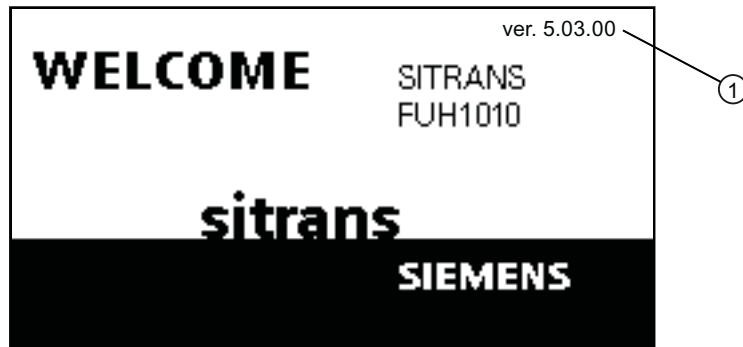 ver. 5.03.00
WELCOME
SITRANS
FUH1010
1
sitrans
SIEMENS